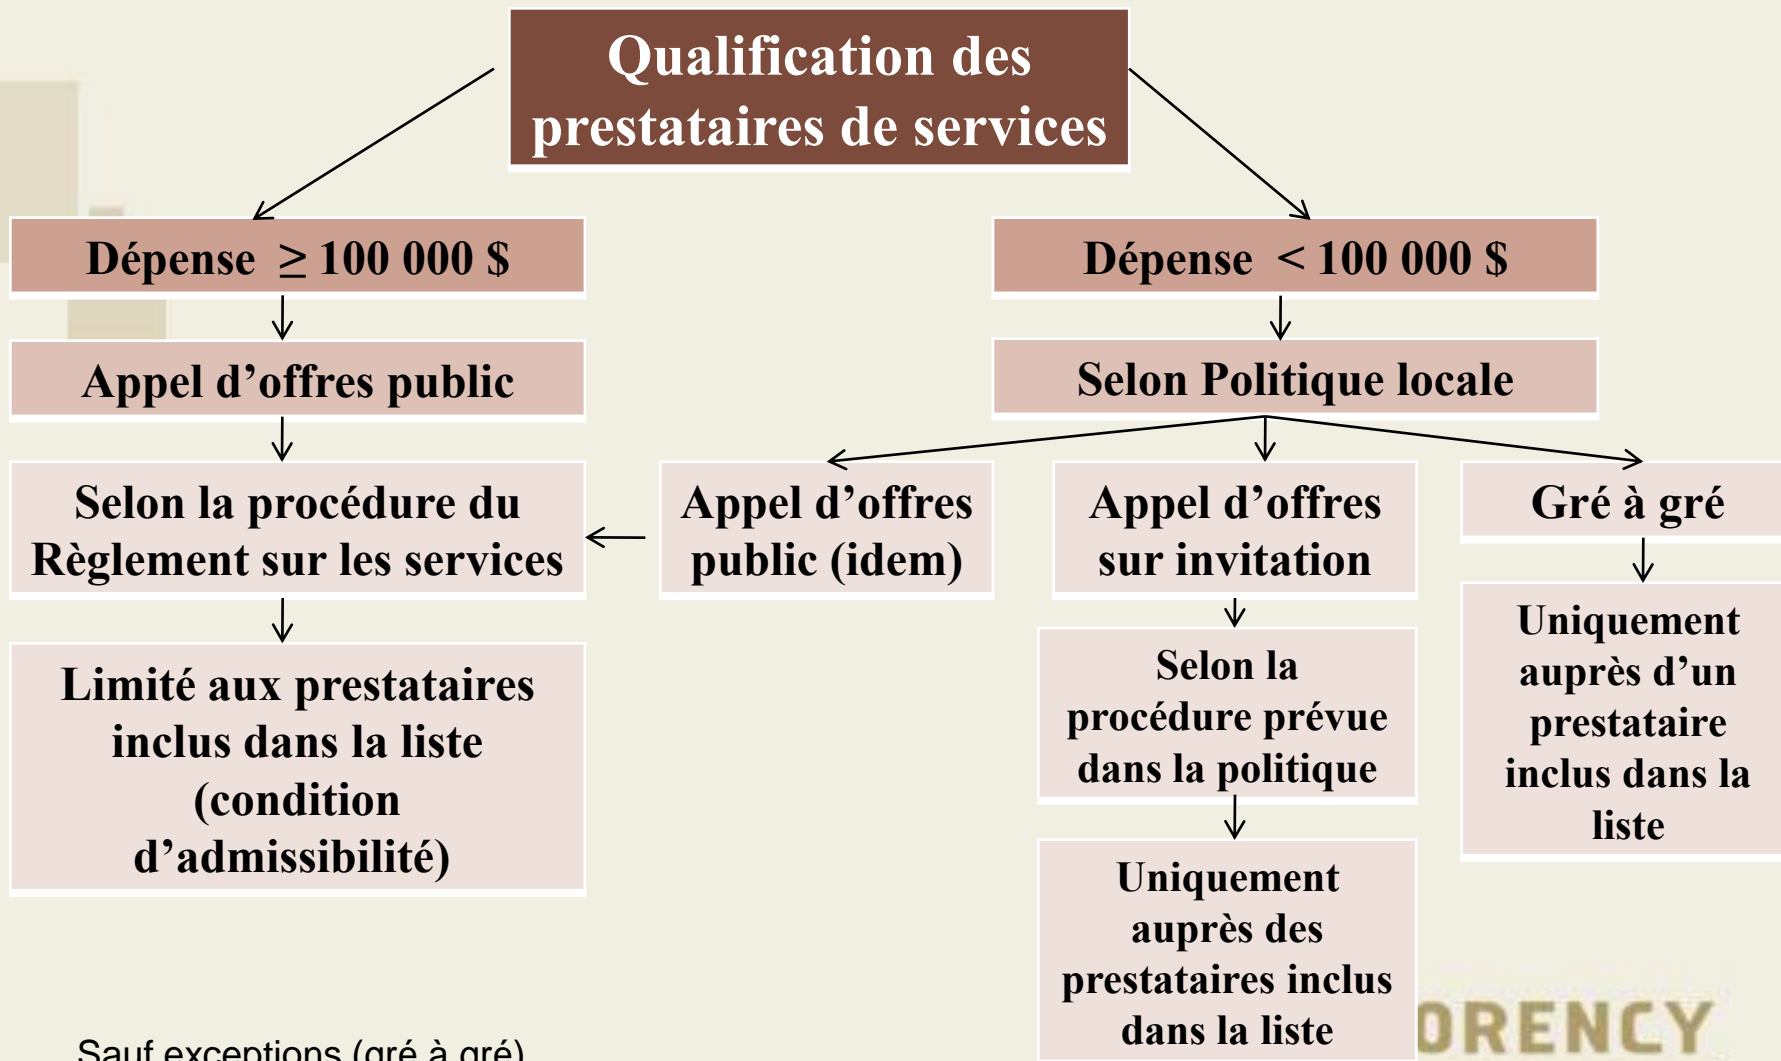 Qualification des
prestataires de services
Dépense ≥ 100 000 $
Dépense < 100 000 $
Appel d’offres public
Selon Politique locale
Selon la procédure du
Règlement sur les services
Appel d’offres
public (idem)
Appel d’offres
sur invitation
Gré à gré
Limité aux prestataires
inclus dans la liste
(condition
d’admissibilité)
Selon la
procédure prévue
dans la politique
Uniquement
auprès d’un
prestataire
inclus dans la
liste
Uniquement
auprès des
prestataires inclus
dans la liste
Sauf exceptions (gré à gré)
ORENCY